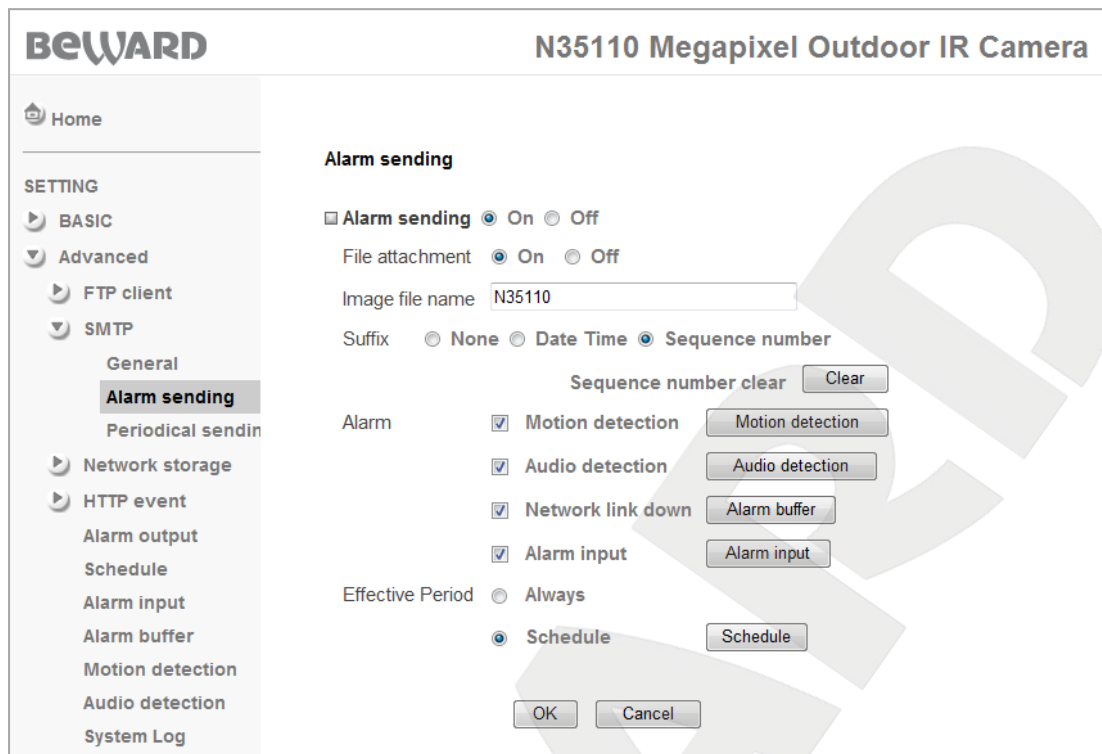 BEWARD
N35110 Megapixel Outdoor IR Camera
Home
SETTING
BASIC
Advanced
FTP client
SMTP
General
Alarm sending
Periodical sendin
Network storage
HTTP event
Alarm output
Schedule
Alarm input
Alarm buffer
Motion detection
Audio detection
System Log
Alarm sending
Alarm sending On Off
File attachment On Off
Image file name N35110
Suffix None Date Time Sequence number
Sequence number clear Clear
Alarm Motion detection Motion detection
Audio detection Audio detection
Network link down Alarm buffer
Alarm input Alarm input
Effective Period Always
Schedule Schedule
OK Cancel
ARD